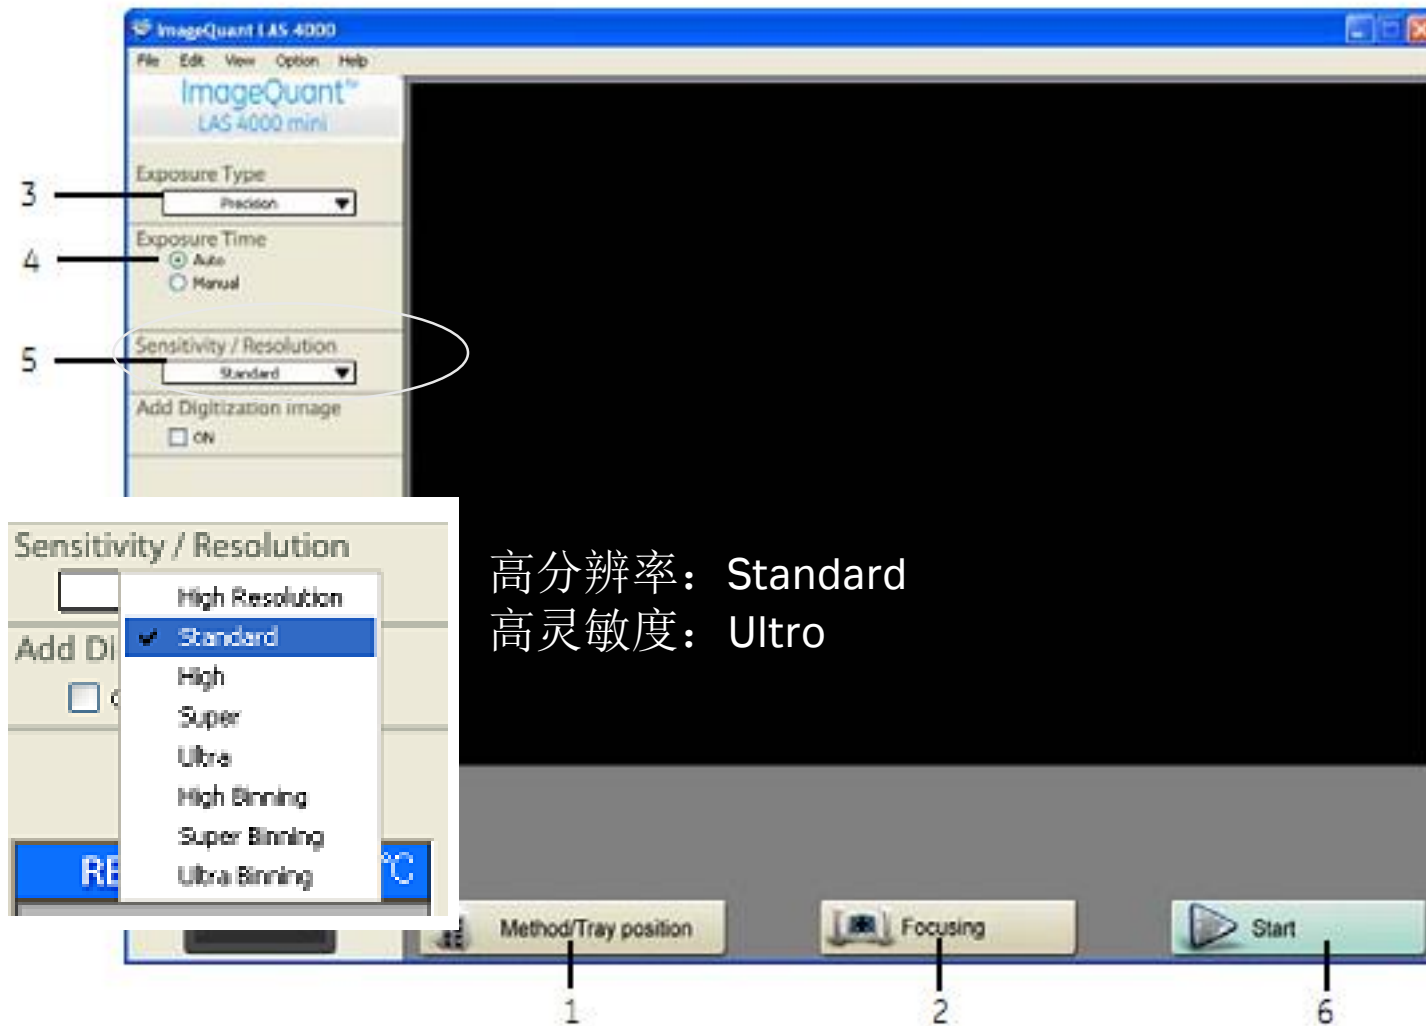 ImageQuant LAS 4000
File Edit View Option Help
ImageQuant™
LAS 4000 mini
3
Exposure Type
Precision
4
Exposure Time
Auto
Manual
5
Sensitivity / Resolution
Standard
Add Digitization image
ON
Sensitivity / Resolution
High Resolution
Standard
High
Super
Ultra
High Binning
Super Binning
Ultra Binning
Add Di
RE
°C
高分辨率：Standard
高灵敏度：Ultro
Method/Tray position
Focusing
Start
1
2
6